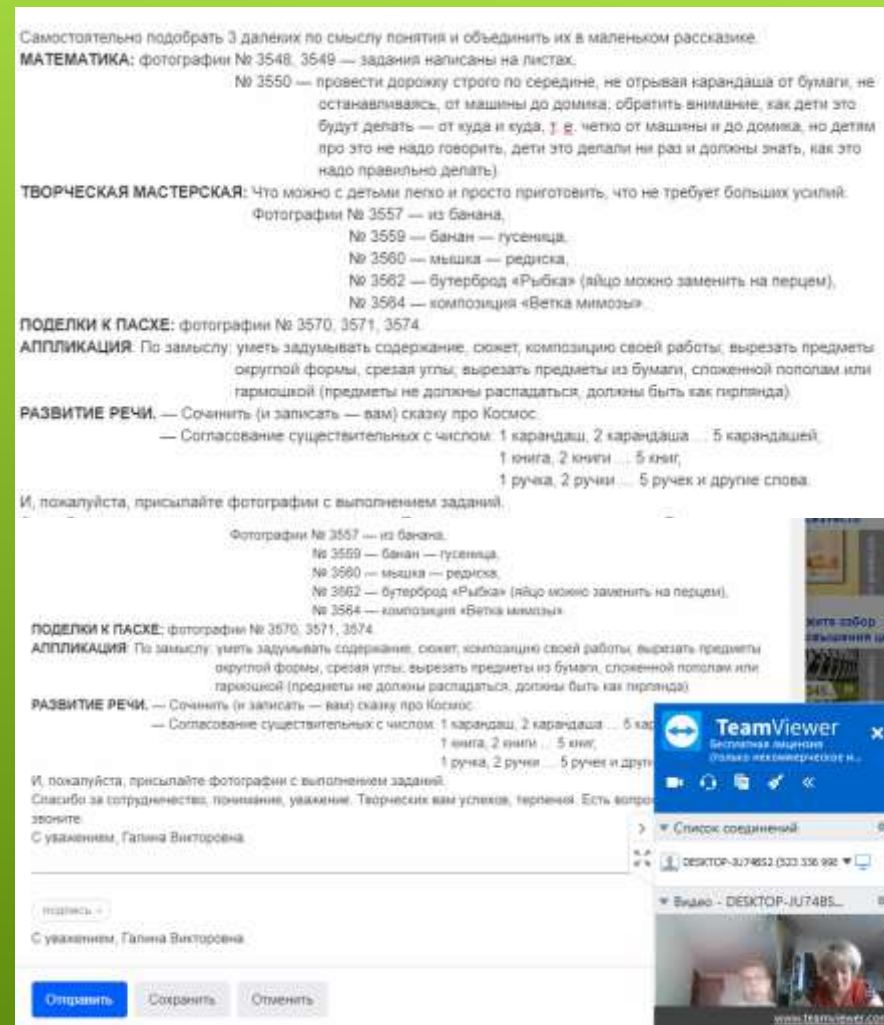 Самостоятельно подобрать 3 далеких по смыслу понятия и объединить их в маленьком рассказике.
МАТЕМАТИКА: фотографии № 3548, 3549 — задания написаны на листах,
№ 3550 — провести дорожку строго по середине, не отрывая карандаша от бумаги, не
останавливаясь, от машины до домика; обратить внимание, как дети это
будут делать — от куда и куда, т. е. четко от машины и до домика, но детям
про это не надо говорить, дети это делали ни раз и должны знать, как это
надо правильно делать)
ТВОРЧЕСКАЯ МАСТЕРСКАЯ: Что можно с детьми легко и просто приготовить, что не требует больших усилий.
Фотографии № 3557 — из банана,
№ 3559 — банан — гусеница,
№ 3560 — мышка — редиска,
№ 3562 — бутерброд «Рыбка» (яйцо можно заменить на перцем),
№ 3564 — композиция «Ветка мимозы».
ПОДЕЛКИ К ПАСХЕ: фотографии № 3570, 3571, 3574.
АППЛИКАЦИЯ. По замыслу: уметь задумывать содержание, сюжет, композицию своей работы; вырезать предметы
округлой формы, срезая углы; вырезать предметы из бумаги, сложенной пополам или
гармошкой (предметы не должны распадаться, должны быть как гирлянда).
РАЗВИТИЕ РЕЧИ. — Сочинить (и записать — вам) сказку про Космос.
— Согласование существительных с числом: 1 карандаш, 2 карандаша ... 5 карандашей;
1 книга, 2 книги ... 5 книг;
1 ручка, 2 ручки ... 5 ручек и другие слова.
И, пожалуйста, присылайте фотографии с выполнением заданий.
Фотографии № 3557 — из банана,
№ 3559 — банан — гусеница,
№ 3560 — мышка — редиска,
№ 3562 — бутерброд «Рыбка» (яйцо можно заменить на перцем),
№ 3564 — композиция «Ветка мимозы».
ПОДЕЛКИ К ПАСХЕ: фотографии № 3570, 3571, 3574.
АППЛИКАЦИЯ. По замыслу: уметь задумывать содержание, сюжет, композицию своей работы; вырезать предметы
округлой формы, срезая углы; вырезать предметы из бумаги, сложенной пополам или
гармошкой (предметы не должны распадаться, должны быть как гирлянда)
РАЗВИТИЕ РЕЧИ. — Сочинить (и записать — вам) сказку про Космос.
— Согласование существительных с числом: 1 карандаш, 2 карандаша ... 5 кар
1 книга, 2 книги ... 5 книг;
1 ручка, 2 ручки ... 5 ручек и други
И, пожалуйста, присылайте фотографии с выполнением заданий.
Спасибо за сотрудничество, понимание, уважение. Творческих вам успехов, терпения. Есть вопро
звоните.
С уважением, Галина Викторовна
подпись
С уважением, Галина Викторовна
Отправить Сохранить Отменить
TeamViewer
Бесплатная лицензия
(только некоммерческое и...
Список соединений
DESKTOP-JU74BS2
Видео - DESKTOP-JU74BS...
www.teamviewer.com